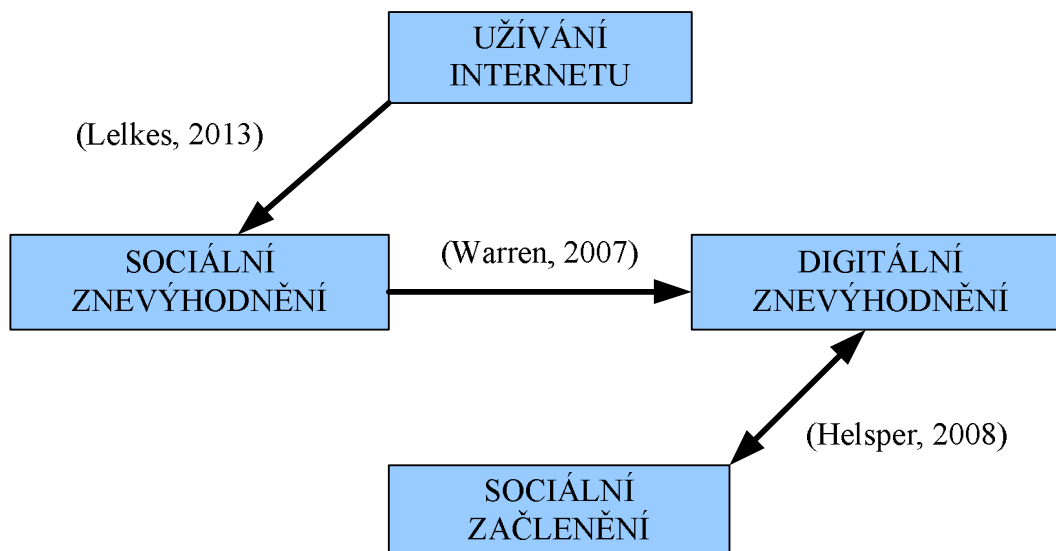 UŽÍVÁNÍ
INTERNETU
(Lelkes, 2013)
SOCIÁLNÍ
ZNEVÝHODNĚNÍ
(Warren, 2007)
DIGITÁLNÍ
ZNEVÝHODNĚNÍ
(Helsper, 2008)
SOCIÁLNÍ
ZAČLENĚNÍ